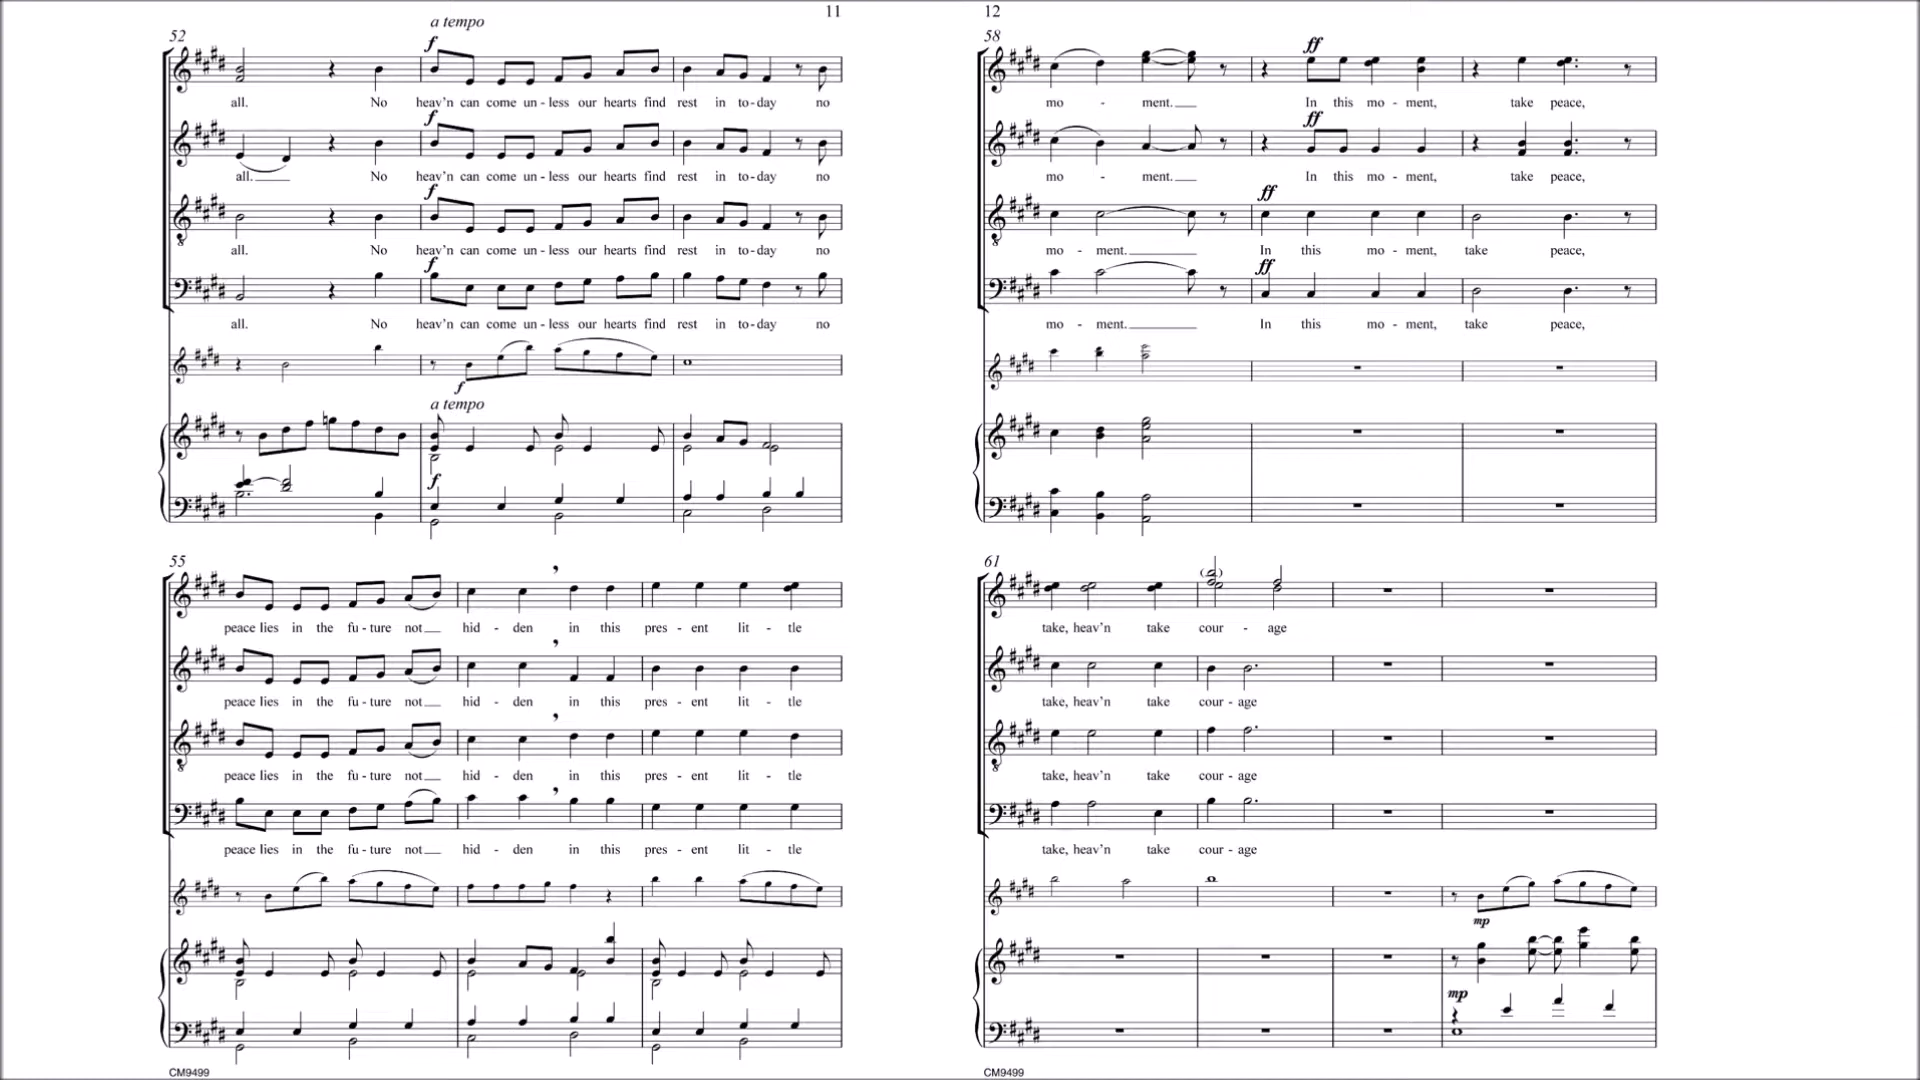 11
a tempo
52
f
all. No heav'n can come un - less our hearts find rest in to - day no
f
all. No heav'n can come un - less our hearts find rest in to - day no
f
all. No heav'n can come un - less our hearts find rest in to - day no
f
all. No heav'n can come un - less our hearts find rest in to - day no
f
a tempo
f
55
peace lies in the fu - ture not hid - den in this pres - ent lit - tle
peace lies in the fu - ture not hid - den in this pres - ent lit - tle
peace lies in the fu - ture not hid - den in this pres - ent lit - tle
peace lies in the fu - ture not hid - den in this pres - ent lit - tle
CM9499
12
58
ff
mo - ment. In this mo - ment, take peace,
ff
mo - ment. In this mo - ment, take peace,
ff
mo - ment. In this mo - ment, take peace,
ff
mo - ment. In this mo - ment, take peace,
61
take, heav'n take cour - age
take, heav'n take cour - age
take, heav'n take cour - age
take, heav'n take cour - age
mp
mp
CM9499